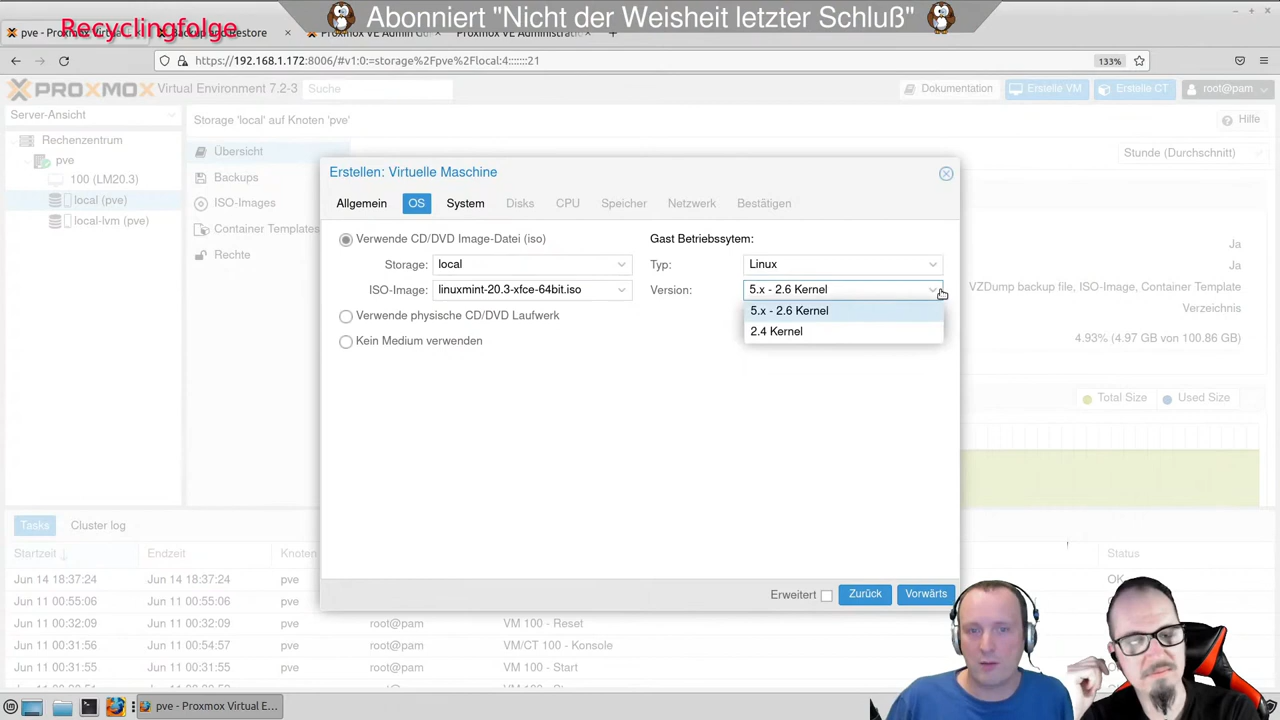 Abonniert "Nicht der Weisheit letzter Schluß"
Recyclingfolge
pve - Proxmox Virtual
Backup and Restore
Proxmox VE Admin
Proxmox VE Administrat
https://192.168.1.172:8006/#v1:0:=storage%2Fpve%2Flocal:4:::::::21
133%
PROXMOX Virtual Environment 7.2-3
Suche
Dokumentation
Erstelle VM
Erstelle CT
root@pam
Server-Ansicht
Storage 'local' auf Knoten 'pve'
Hilfe
Rechenzentrum
pve
100 (LM20.3)
local (pve)
local-lvm (pve)
Übersicht
Backups
ISO-Images
Container Templates
Rechte
Stunde (Durchschnitt)
Erstellen: Virtuelle Maschine
Allgemein
OS
System
Disks
CPU
Speicher
Netzwerk
Bestätigen
Verwende CD/DVD Image-Datei (iso)
Storage: local
ISO-Image: linuxmint-20.3-xfce-64bit.iso
Verwende physische CD/DVD Laufwerk
Kein Medium verwenden
Gast Betriebssytem:
Typ: Linux
Version: 5.x - 2.6 Kernel
5.x - 2.6 Kernel
2.4 Kernel
Erweitert
Zurück
Vorwärts
Ja
Ja
VZDump backup file, ISO-Image, Container Template
Verzeichnis
4.93% (4.97 GB von 100.86 GB)
Total Size
Used Size
Tasks
Cluster log
Startzeit Endzeit Knoten Status
Jun 14 18:37:24 Jun 14 18:37:24 pve OK
Jun 11 00:55:06 Jun 11 00:55:06 pve
Jun 11 00:32:09 Jun 11 00:32:09 pve root@pam VM 100 - Reset
Jun 11 00:31:55 Jun 11 00:54:57 pve root@pam VM/CT 100 - Konsole
Jun 11 00:31:55 Jun 11 00:31:55 pve root@pam VM 100 - Start
pve - Proxmox Virtual E...